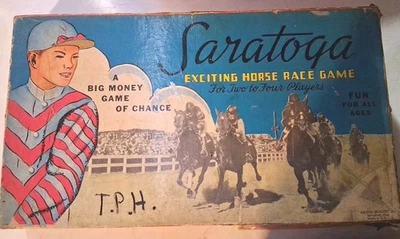 Saratoga
EXCITING HORSE RACE GAME
For Two to Four Players
A
BIG MONEY
GAME
OF CHANCE
FUN
FOR ALL
AGES
T.P.H.